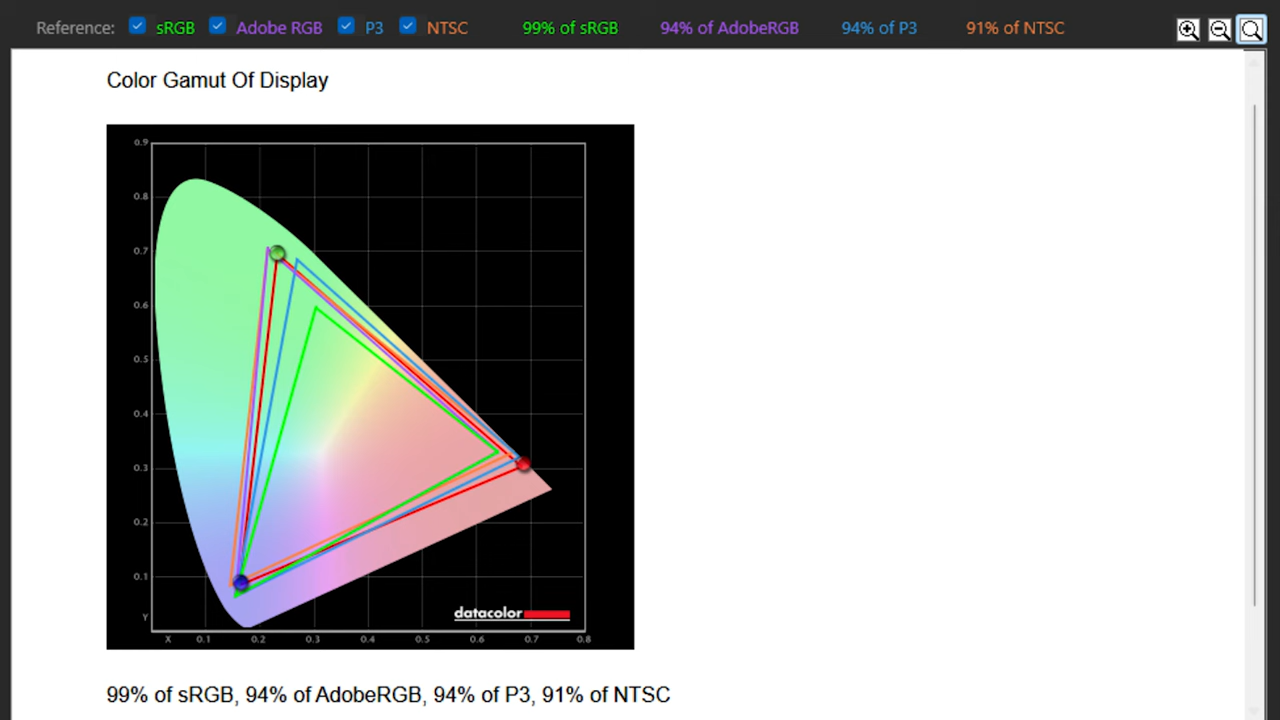 Reference: sRGB Adobe RGB P3 NTSC 99% of sRGB 94% of AdobeRGB 94% of P3 91% of NTSC
Color Gamut Of Display
0.9
0.8
0.7
0.6
0.5
0.4
0.3
0.2
0.1
Y
datacolor
X 0.1 0.2 0.3 0.4 0.5 0.6 0.7 0.8
99% of sRGB, 94% of AdobeRGB, 94% of P3, 91% of NTSC